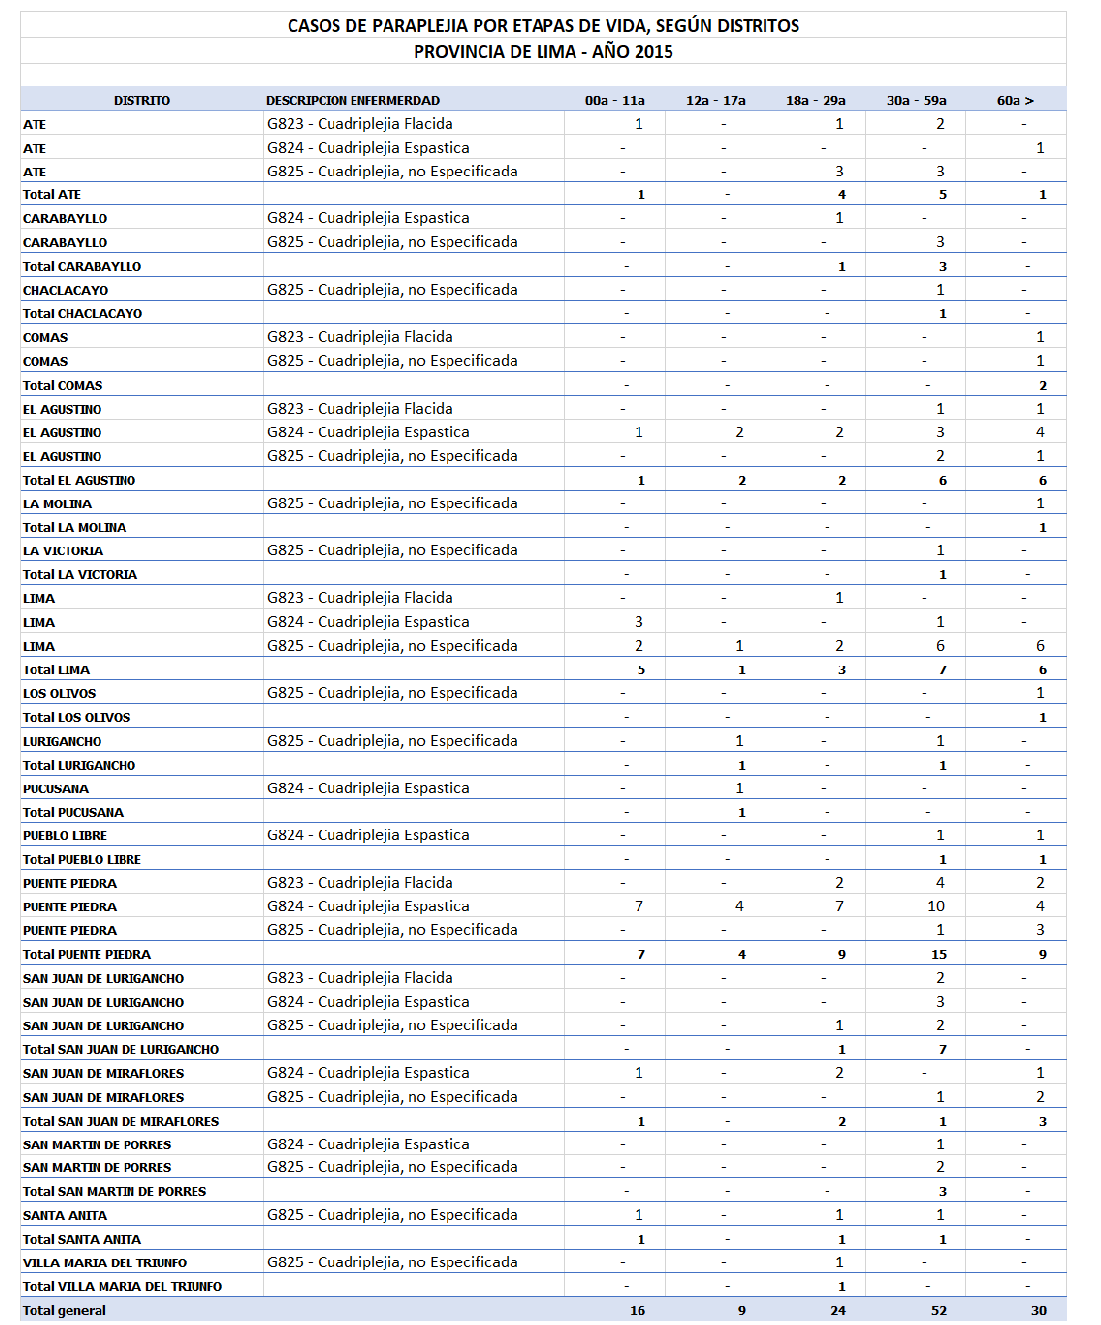 CASOS DE PARAPLEJIA POR ETAPAS DE VIDA, SEGÚN DISTRITOS
PROVINCIA DE LIMA - AÑO 2015
DISTRITO DESCRIPCION ENFERMERDAD 00a - 11a 12a - 17a 18a - 29a 30a - 59a 60a >
ATE G823 - Cuadriplejia Flacida 1 - 1 2 -
ATE G824 - Cuadriplejia Espastica - - - - 1
ATE G825 - Cuadriplejia, no Especificada - - 3 3 -
Total ATE 1 - 4 5 1
CARABAYLLO G824 - Cuadriplejia Espastica - - 1 - -
CARABAYLLO G825 - Cuadriplejia, no Especificada - - - 3 -
Total CARABAYLLO - - 1 3 -
CHACLACAYO G825 - Cuadriplejia, no Especificada - - - 1 -
Total CHACLACAYO - - - 1 -
COMAS G823 - Cuadriplejia Flacida - - - - 1
COMAS G825 - Cuadriplejia, no Especificada - - - - 1
Total COMAS - - - - 2
EL AGUSTINO G823 - Cuadriplejia Flacida - - - 1 1
EL AGUSTINO G824 - Cuadriplejia Espastica 1 2 2 3 4
EL AGUSTINO G825 - Cuadriplejia, no Especificada - - - 2 1
Total EL AGUSTINO 1 2 2 6 6
LA MOLINA G825 - Cuadriplejia, no Especificada - - - - 1
Total LA MOLINA - - - - 1
LA VICTORIA G825 - Cuadriplejia, no Especificada - - - 1 -
Total LA VICTORIA - - - 1 -
LIMA G823 - Cuadriplejia Flacida - - 1 - -
LIMA G824 - Cuadriplejia Espastica 3 - - 1 -
LIMA G825 - Cuadriplejia, no Especificada 2 1 2 6 6
Total LIMA 5 1 3 7 6
LOS OLIVOS G825 - Cuadriplejia, no Especificada - - - - 1
Total LOS OLIVOS - - - - 1
LURIGANCHO G825 - Cuadriplejia, no Especificada - 1 - 1 -
Total LURIGANCHO - 1 - 1 -
PUCUSANA G824 - Cuadriplejia Espastica - 1 - - -
Total PUCUSANA - 1 - - -
PUEBLO LIBRE G824 - Cuadriplejia Espastica - - - 1 1
Total PUEBLO LIBRE - - - 1 1
PUENTE PIEDRA G823 - Cuadriplejia Flacida - - 2 4 2
PUENTE PIEDRA G824 - Cuadriplejia Espastica 7 4 7 10 4
PUENTE PIEDRA G825 - Cuadriplejia, no Especificada - - - 1 3
Total PUENTE PIEDRA 7 4 9 15 9
SAN JUAN DE LURIGANCHO G823 - Cuadriplejia Flacida - - - 2 -
SAN JUAN DE LURIGANCHO G824 - Cuadriplejia Espastica - - - 3 -
SAN JUAN DE LURIGANCHO G825 - Cuadriplejia, no Especificada - - 1 2 -
Total SAN JUAN DE LURIGANCHO - - 1 7 -
SAN JUAN DE MIRAFLORES G824 - Cuadriplejia Espastica 1 - 2 - 1
SAN JUAN DE MIRAFLORES G825 - Cuadriplejia, no Especificada - - - 1 2
Total SAN JUAN DE MIRAFLORES 1 - 2 1 3
SAN MARTIN DE PORRES G824 - Cuadriplejia Espastica - - - 1 -
SAN MARTIN DE PORRES G825 - Cuadriplejia, no Especificada - - - 2 -
Total SAN MARTIN DE PORRES - - - 3 -
SANTA ANITA G825 - Cuadriplejia, no Especificada 1 - 1 1 -
Total SANTA ANITA 1 - 1 1 -
VILLA MARIA DEL TRIUNFO G825 - Cuadriplejia, no Especificada - - 1 - -
Total VILLA MARIA DEL TRIUNFO - - 1 - -
Total general 16 9 24 52 30